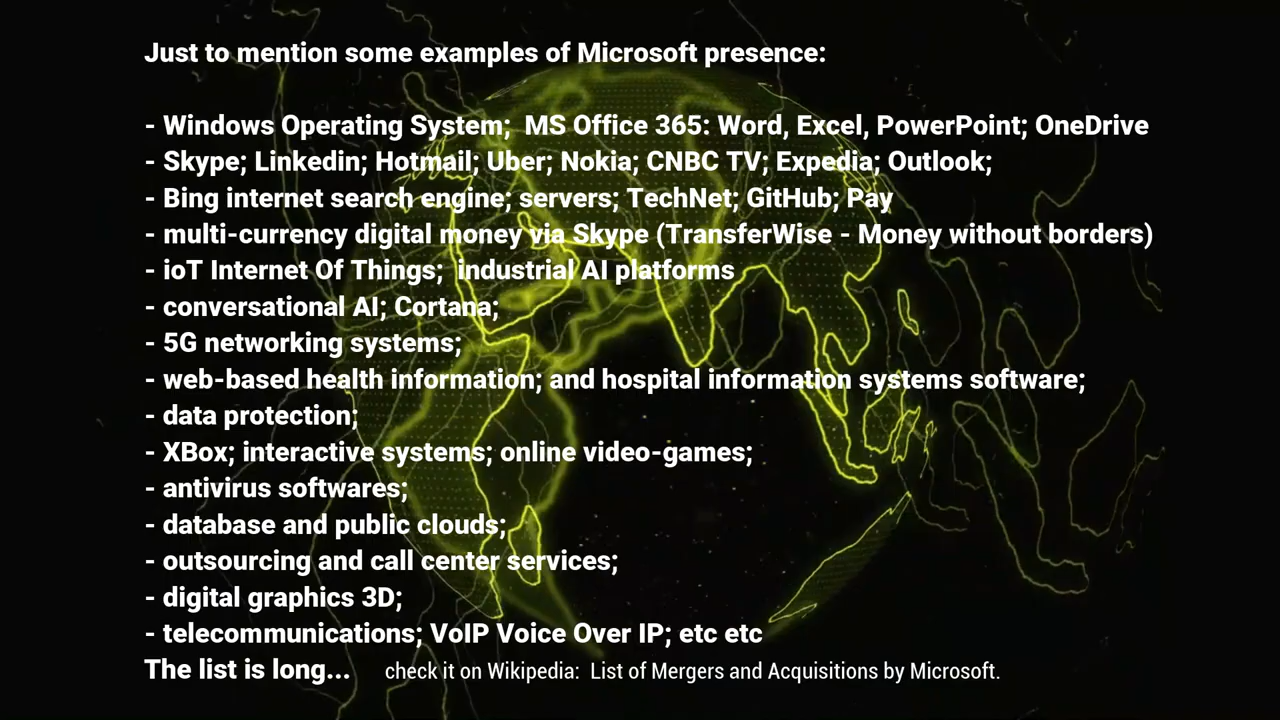 Just to mention some examples of Microsoft presence:
- Windows Operating System;  MS Office 365: Word, Excel, PowerPoint; OneDrive
- Skype; Linkedin; Hotmail; Uber; Nokia; CNBC TV; Expedia; Outlook;
- Bing internet search engine; servers; TechNet; GitHub; Pay
- multi-currency digital money via Skype (TransferWise - Money without borders)
- ioT Internet Of Things;  industrial AI platforms
- conversational AI; Cortana;
- 5G networking systems;
- web-based health information; and hospital information systems software;
- data protection;
- XBox; interactive systems; online video-games;
- antivirus softwares;
- database and public clouds;
- outsourcing and call center services;
- digital graphics 3D;
- telecommunications; VoIP Voice Over IP; etc etc
The list is long... check it on Wikipedia:  List of Mergers and Acquisitions by Microsoft.